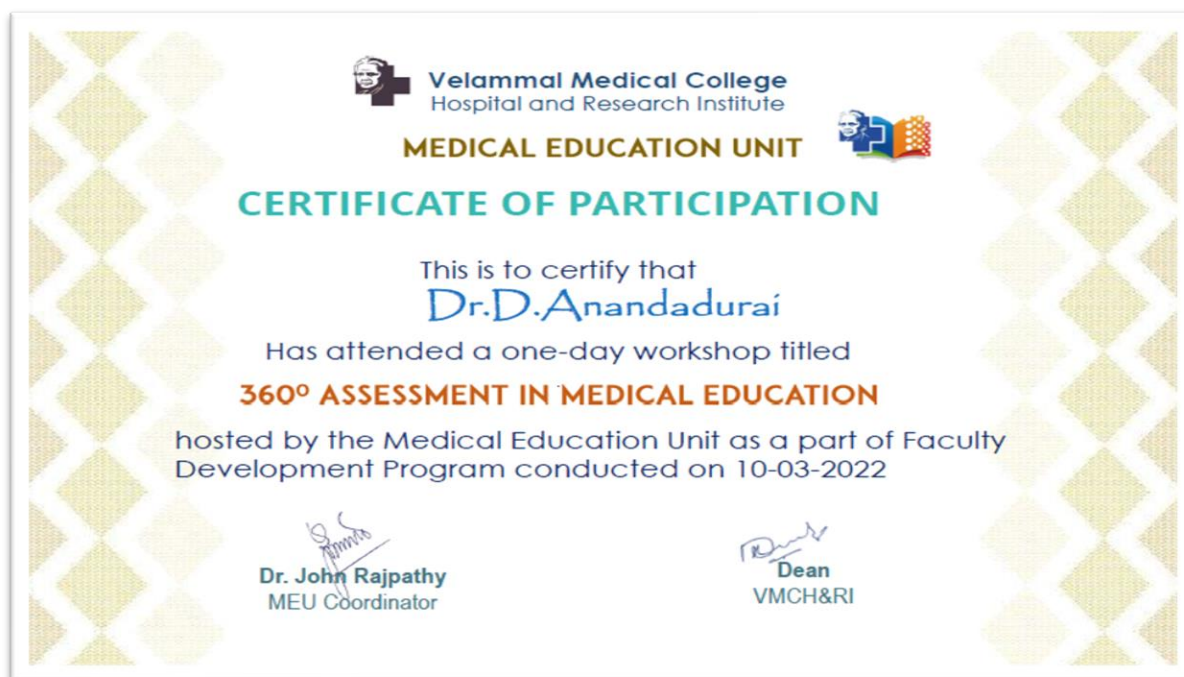 Velammal Medical College
Hospital and Research Institute
MEDICAL EDUCATION UNIT
CERTIFICATE OF PARTICIPATION
This is to certify that
Dr.D.Anandadurai
Has attended a one-day workshop titled
360⁰ ASSESSMENT IN MEDICAL EDUCATION
hosted by the Medical Education Unit as a part of Faculty
Development Program conducted on 10-03-2022
Dr. John Rajpathy
MEU Coordinator
Dean
VMCH&RI